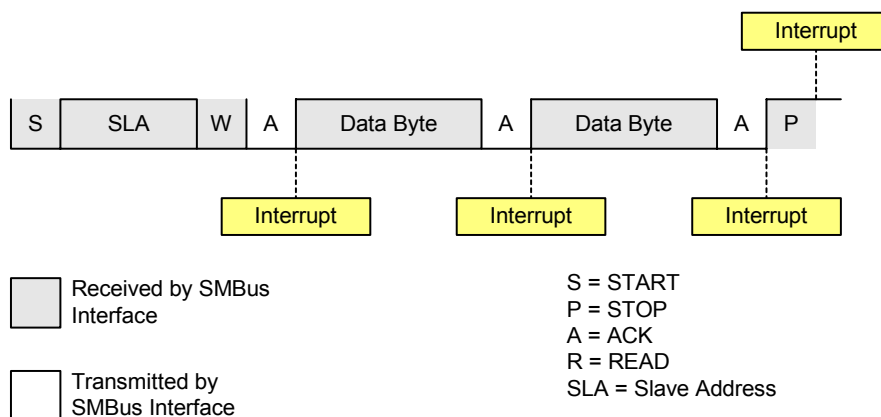 Interrupt
S SLA W A Data Byte A Data Byte A P
Interrupt Interrupt Interrupt
Received by SMBus
Interface
Transmitted by
SMBus Interface
S = START
P = STOP
A = ACK
R = READ
SLA = Slave Address